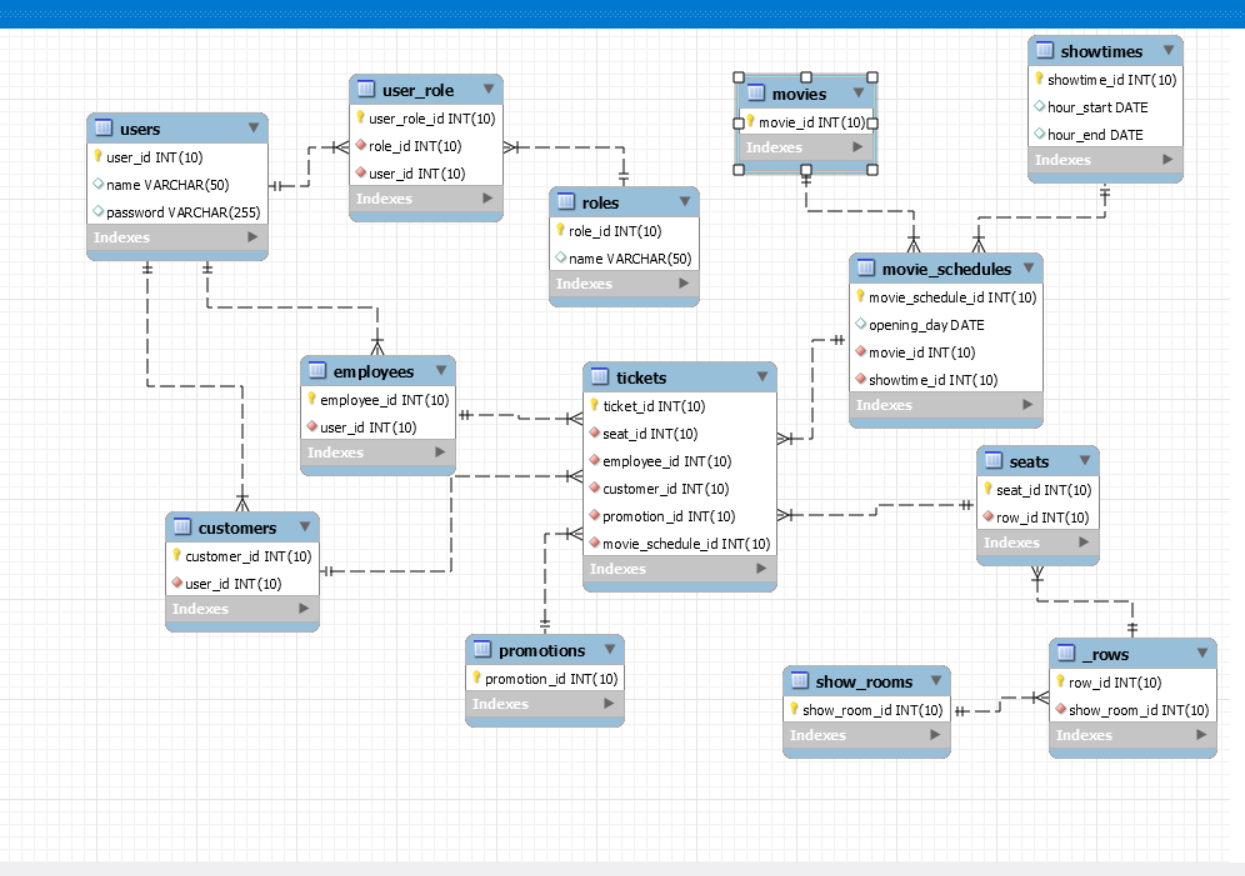 showtimes
showtime_id INT(10)
hour_start DATE
hour_end DATE
Indexes
movies
movie_id INT(10)
Indexes
user_role
user_role_id INT(10)
role_id INT(10)
user_id INT(10)
Indexes
users
user_id INT(10)
name VARCHAR(50)
password VARCHAR(255)
Indexes
roles
role_id INT(10)
name VARCHAR(50)
Indexes
movie_schedules
movie_schedule_id INT(10)
opening_day DATE
movie_id INT(10)
showtime_id INT(10)
Indexes
employees
employee_id INT(10)
user_id INT(10)
Indexes
tickets
ticket_id INT(10)
seat_id INT(10)
employee_id INT(10)
customer_id INT(10)
promotion_id INT(10)
movie_schedule_id INT(10)
Indexes
seats
seat_id INT(10)
row_id INT(10)
Indexes
customers
customer_id INT(10)
user_id INT(10)
Indexes
promotions
promotion_id INT(10)
Indexes
show_rooms
show_room_id INT(10)
Indexes
_rows
row_id INT(10)
show_room_id INT(10)
Indexes